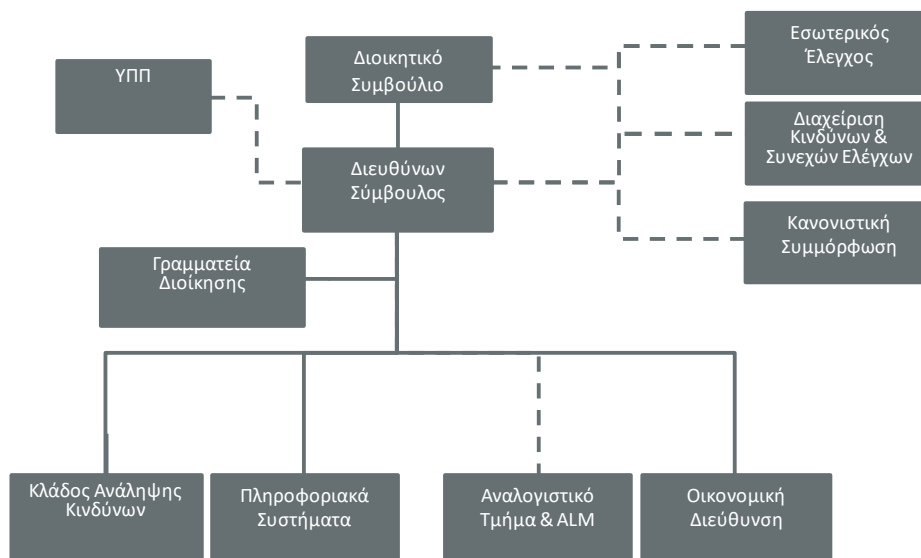 Διοικητικό
Συμβούλιο
Εσωτερικός
Έλεγχος
ΥΠΠ
Διαχείριση
Κινδύνων &
Συνεχών Ελέγχων
Διευθύνων
Σύμβουλος
Κανονιστική
Συμμόρφωση
Γραμματεία
Διοίκησης
Κλάδος Ανάληψης
Κινδύνων
Πληροφοριακά
Συστήματα
Αναλογιστικό
Τμήμα & ALM
Οικονομική
Διεύθυνση